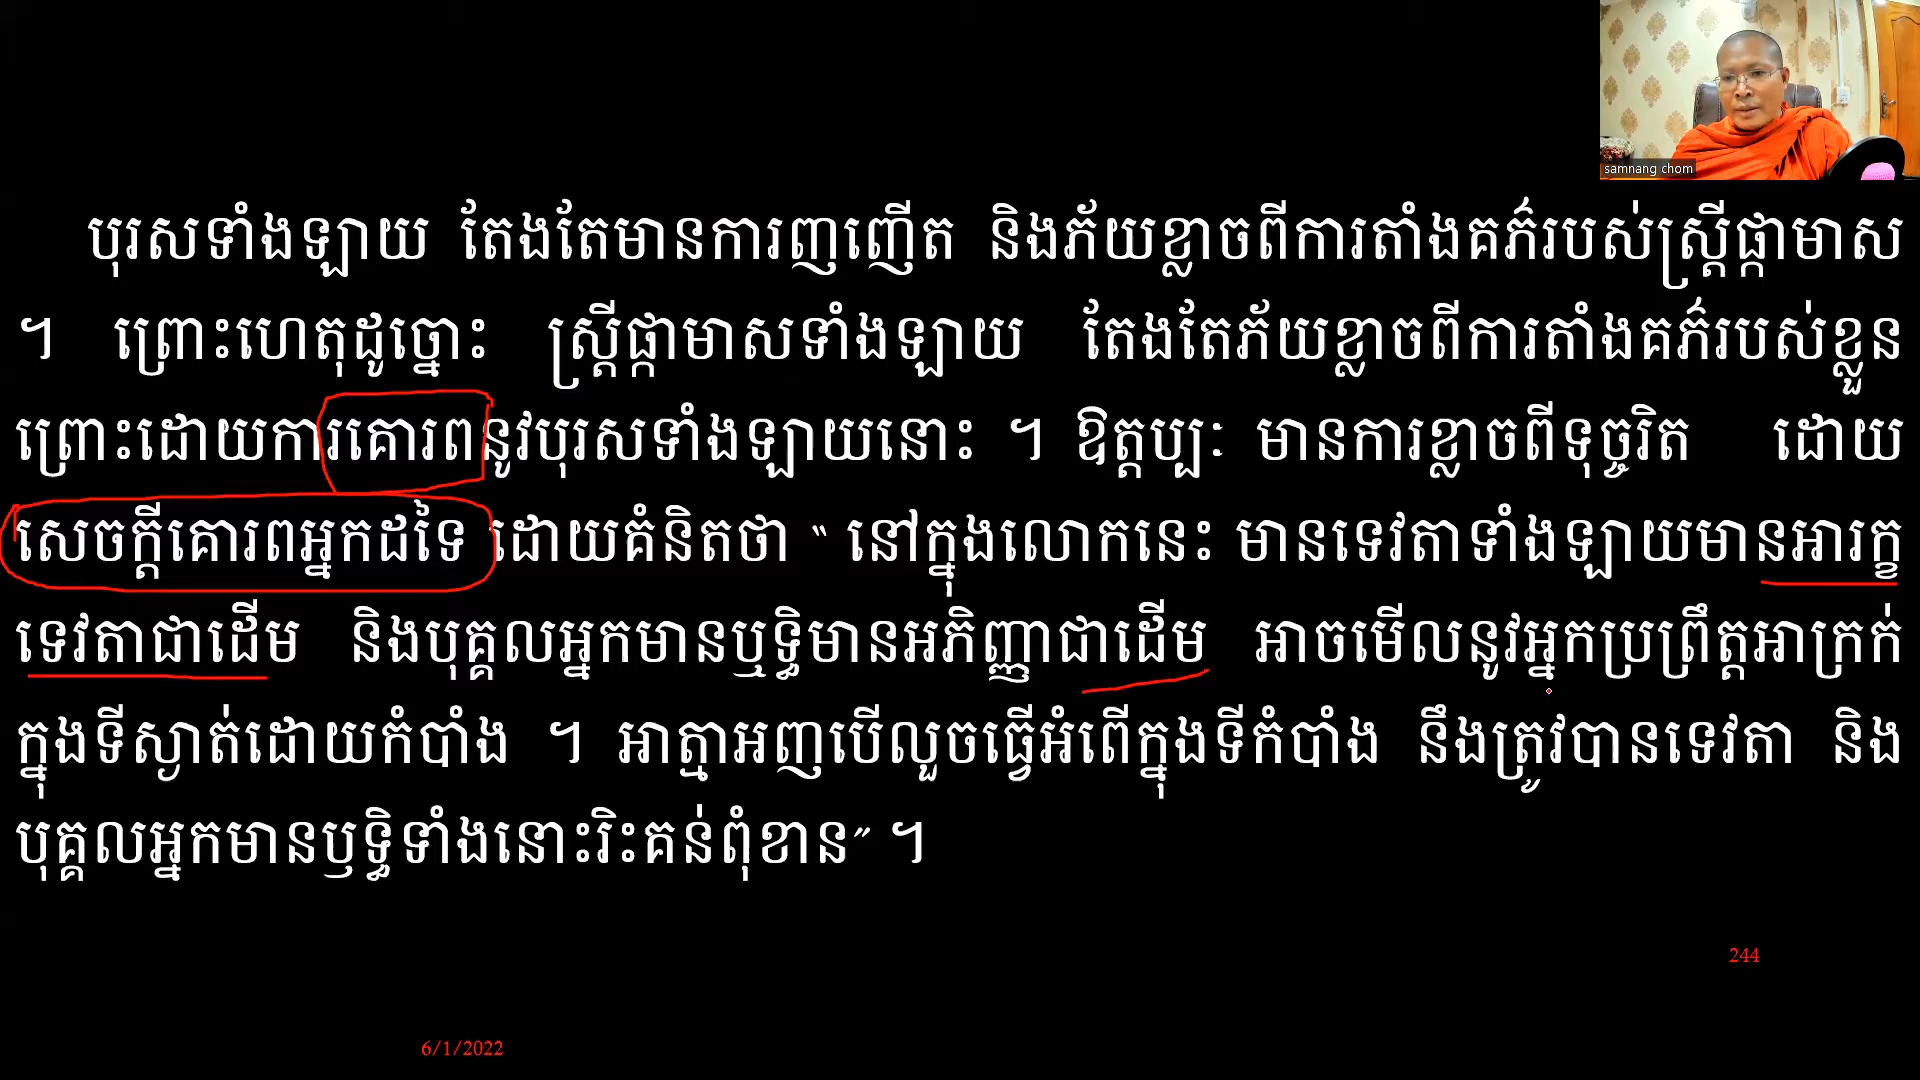 samnang chom
បុរសទាំងឡាយ តែងតែមានការញញើត និងភ័យខ្លាចពីការតាំងគភ៌របស់ស្ត្រីផ្កាមាស
។ ព្រោះហេតុដូច្នោះ ស្ត្រីផ្កាមាសទាំងឡាយ តែងតែភ័យខ្លាចពីការតាំងគភ៌របស់ខ្លួន
ព្រោះដោយការគោរពនូវបុរសទាំងឡាយនោះ ។ ឱត្តប្បៈ មានការខ្លាចពីទុច្ចរិត ដោយ
សេចក្តីគោរពអ្នកដទៃ ដោយគំនិតថា “ នៅក្នុងលោកនេះ មានទេវតាទាំងឡាយមានអារក្ខ
ទេវតាជាដើម និងបុគ្គលអ្នកមានឬទ្ធិមានអភិញ្ញាជាដើម អាចមើលនូវអ្នកប្រព្រឹត្តអាក្រក់
ក្នុងទីស្ងាត់ដោយកំបាំង ។ អាត្មាអញបើលួចធ្វើអំពើក្នុងទីកំបាំង នឹងត្រូវបានទេវតា និង
បុគ្គលអ្នកមានឫទ្ធិទាំងនោះរិះគន់ពុំខាន” ។
244
6/1/2022